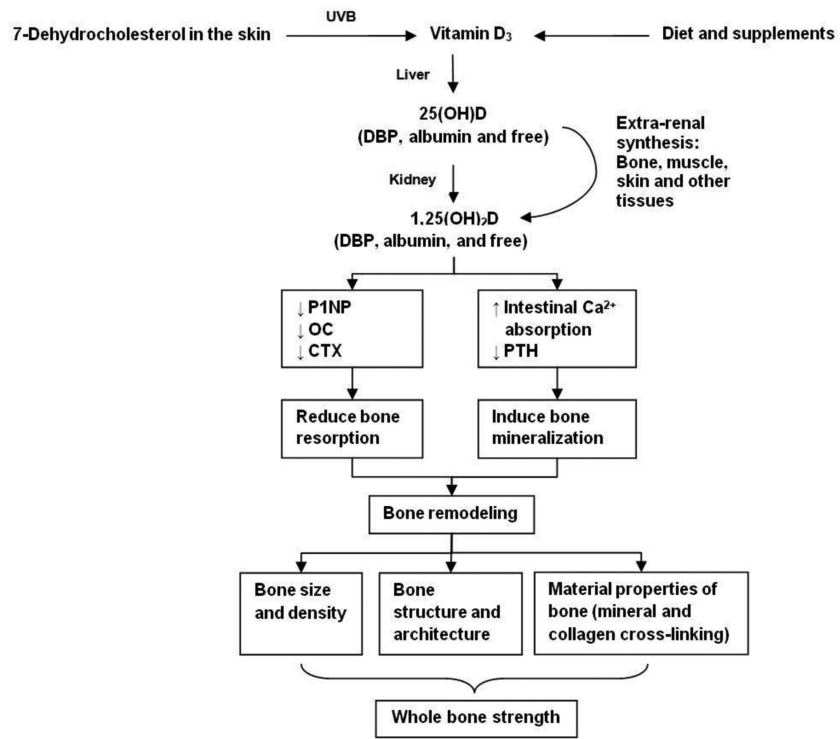 UVB
7-Dehydrocholesterol in the skin
Vitamin D₃
Diet and supplements
Liver
25(OH)D
(DBP, albumin and free)
Extra-renal
synthesis:
Bone, muscle,
skin and other
tissues
Kidney
1,25(OH)₂D
(DBP, albumin, and free)
↓ P1NP
↓ OC
↓ CTX
↑ Intestinal Ca²⁺
absorption
↓ PTH
Reduce bone
resorption
Induce bone
mineralization
Bone remodeling
Bone size
and density
Bone
structure and
architecture
Material properties of
bone (mineral and
collagen cross-linking)
Whole bone strength